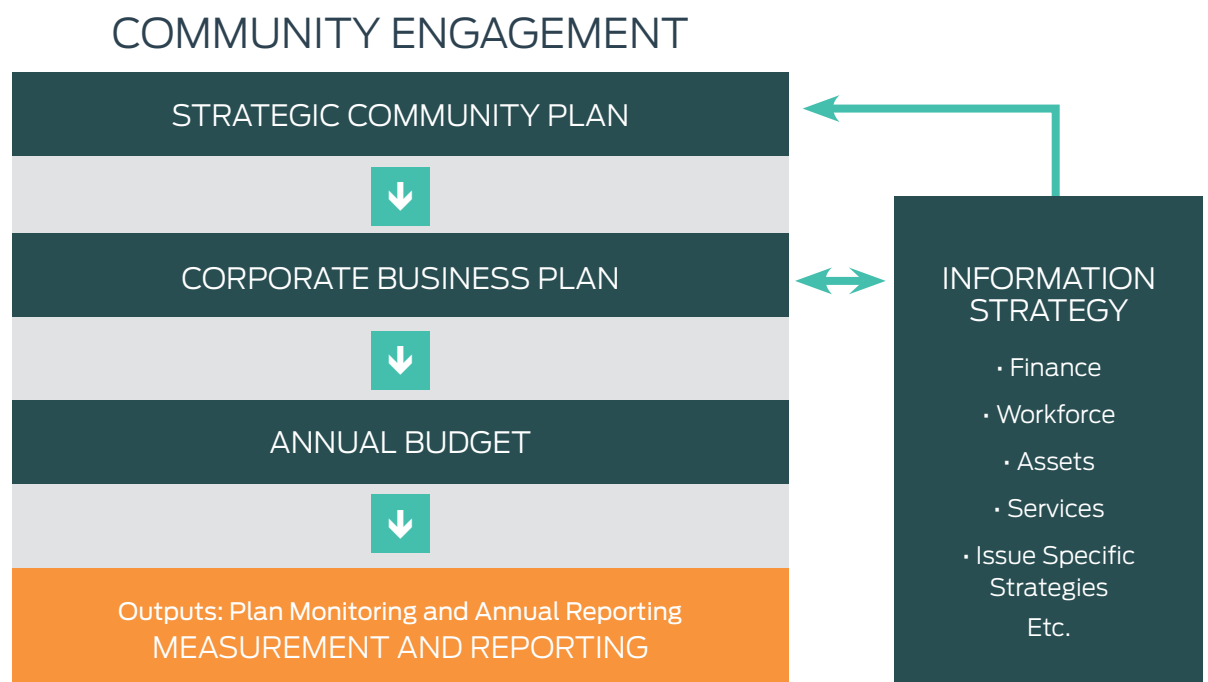 COMMUNITY ENGAGEMENT
STRATEGIC COMMUNITY PLAN
CORPORATE BUSINESS PLAN
ANNUAL BUDGET
Outputs: Plan Monitoring and Annual Reporting
MEASUREMENT AND REPORTING
INFORMATION
STRATEGY
· Finance
· Workforce
· Assets
· Services
· Issue Specific
Strategies
Etc.